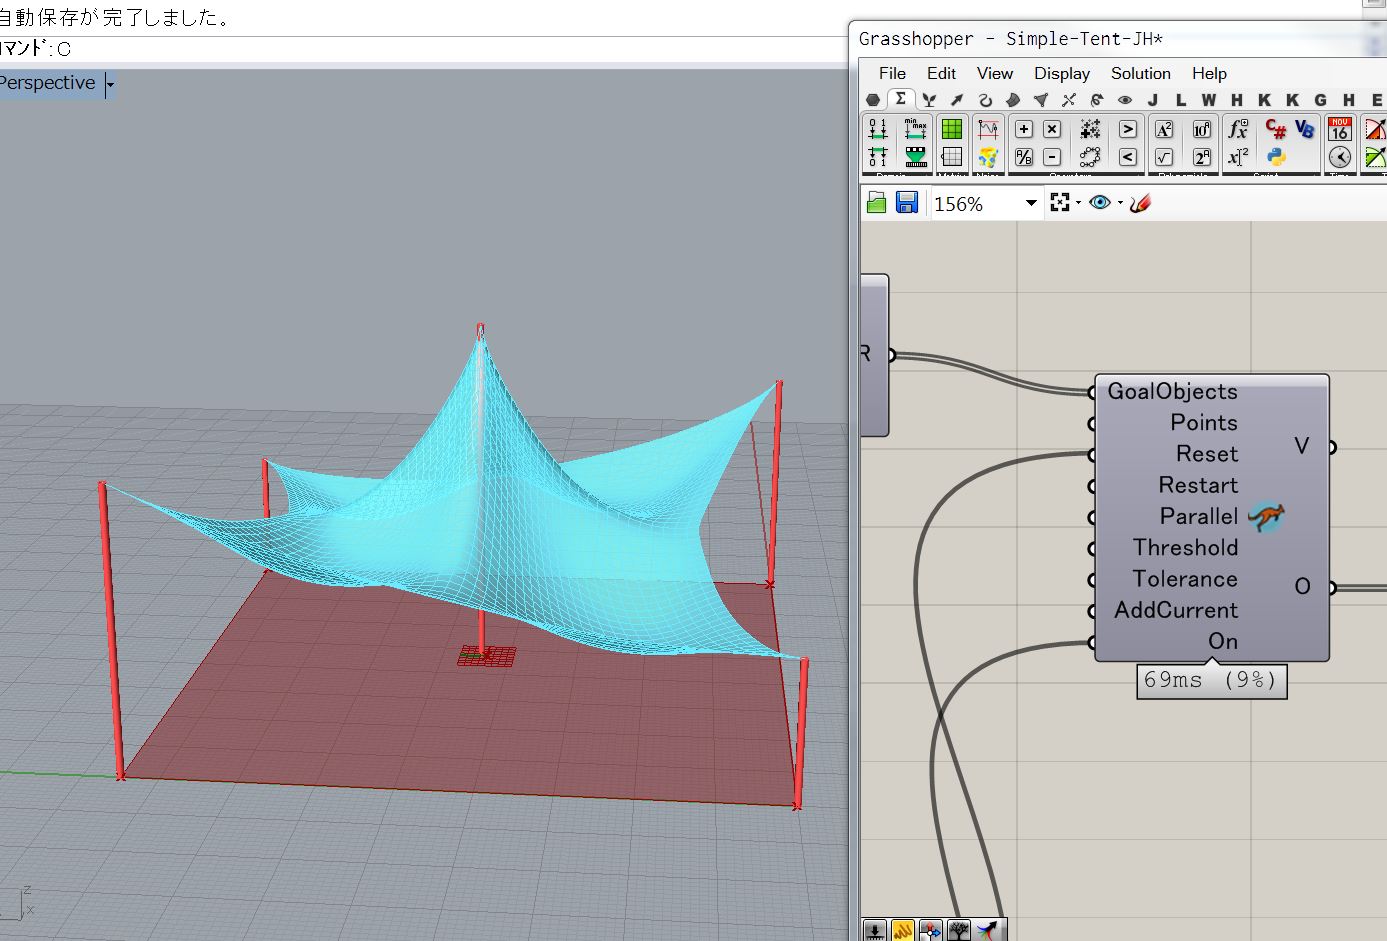 自動保存が完了しました。
コマンド: C
Perspective
Grasshopper - Simple-Tent-JH*
File Edit View Display Solution Help
J L W H K K G H E
NOV
16
156%
R
GoalObjects
Points
Reset
Restart
Parallel
Threshold
Tolerance
AddCurrent
On
V
O
69ms (9%)
z
x